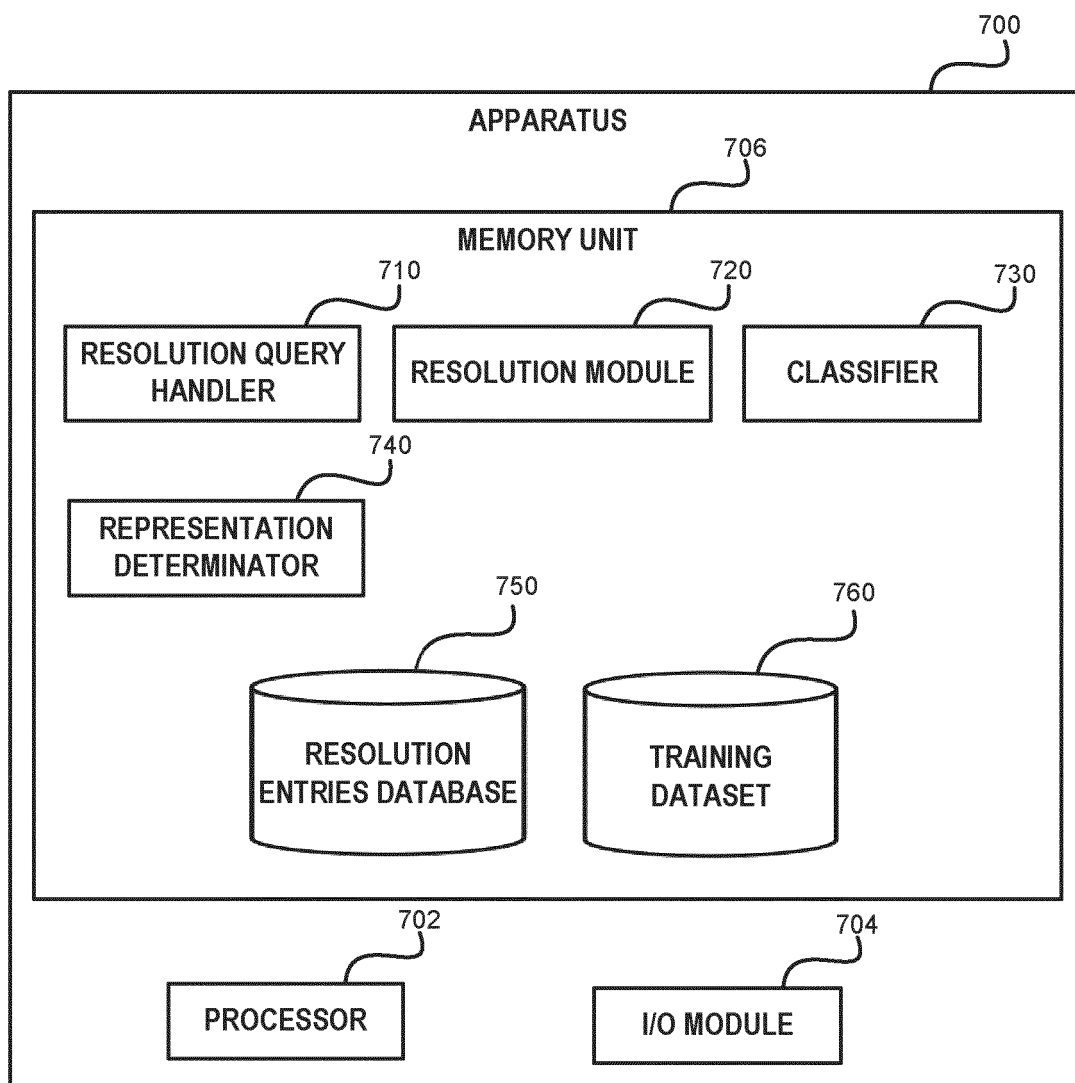 700
APPARATUS
706
MEMORY UNIT
710
720
730
RESOLUTION QUERY
HANDLER
RESOLUTION MODULE
CLASSIFIER
740
REPRESENTATION
DETERMINATOR
750
760
RESOLUTION
ENTRIES DATABASE
TRAINING
DATASET
702
704
PROCESSOR
I/O MODULE